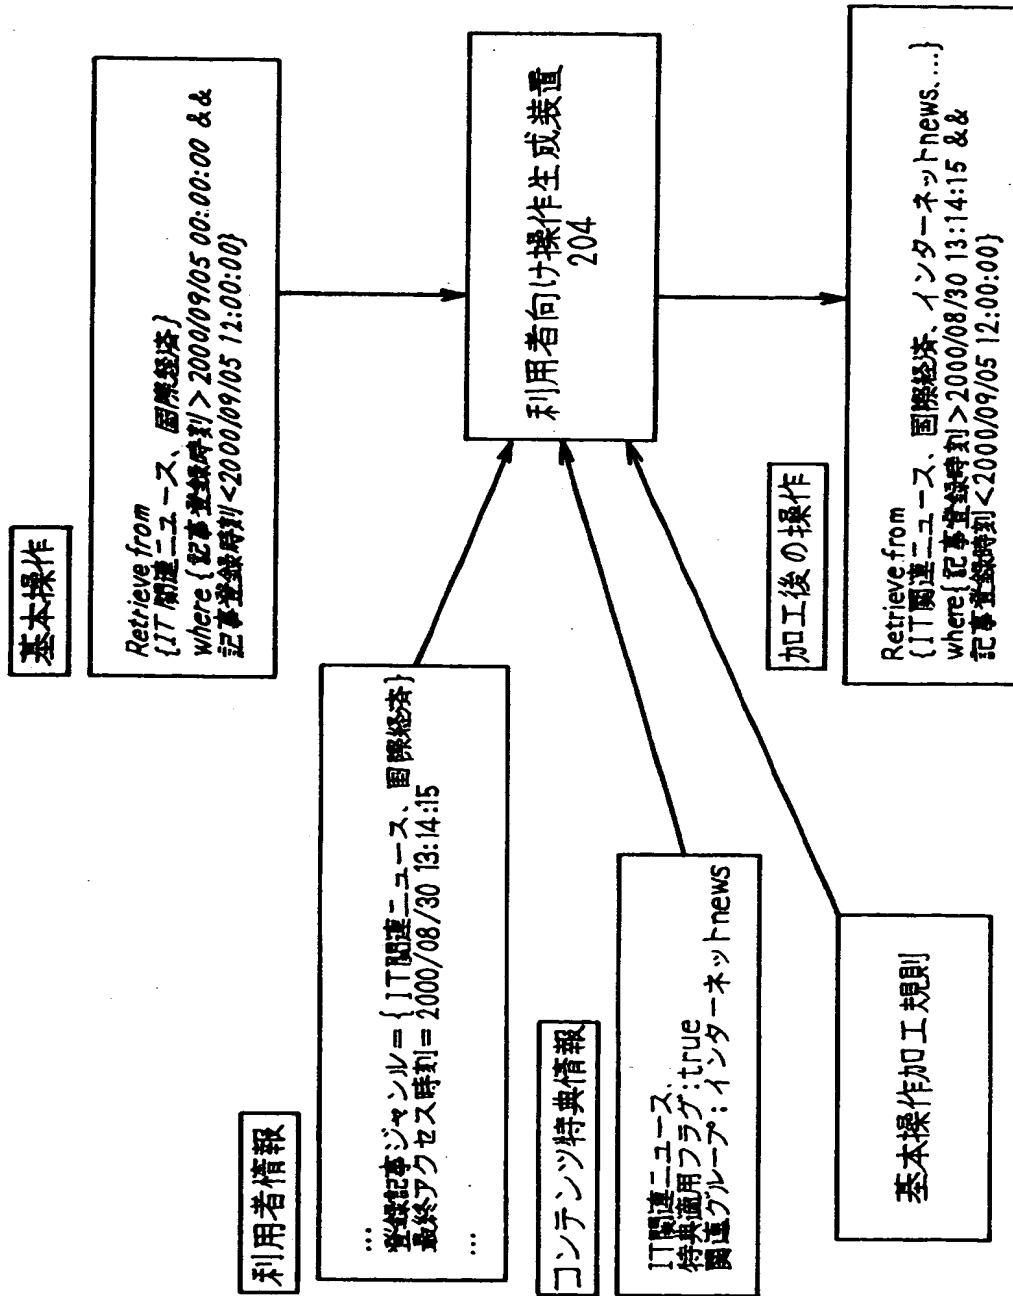 基本操作
Retrieve from
{IT関連ニュース、国際経済}
where{記事登録時刻>2000/09/05 00:00:00 &&
記事登録時刻<2000/09/05 12:00:00}
利用者情報
...
登録記事ジャンル={IT関連ニュース、国際経済}
最終アクセス時刻=2000/08/30 13:14:15
...
コンテンツ特典情報
IT関連ニュース、
特典適用フラグ:true
関連グループ:インターネットnews
基本操作加工規則
利用者向け操作生成装置
204
加工後の操作
Retrieve from
{IT関連ニュース、国際経済、インターネットnews、...}
where{記事登録時刻>2000/08/30 13:14:15 &&
記事登録時刻<2000/09/05 12:00:00}